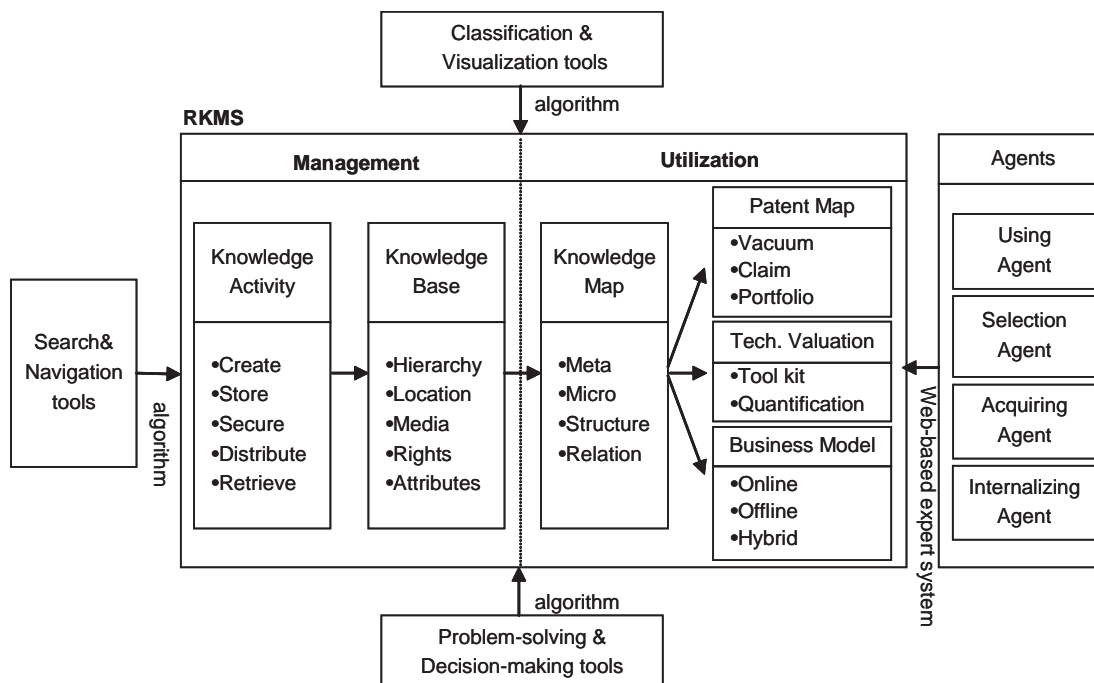 Classification &
Visualization tools
algorithm
RKMS
Management
Utilization
Agents
Knowledge
Activity
•Create
•Store
•Secure
•Distribute
•Retrieve
Knowledge
Base
•Hierarchy
•Location
•Media
•Rights
•Attributes
Knowledge
Map
•Meta
•Micro
•Structure
•Relation
Patent Map
•Vacuum
•Claim
•Portfolio
Tech. Valuation
•Tool kit
•Quantification
Business Model
•Online
•Offline
•Hybrid
Using
Agent
Selection
Agent
Acquiring
Agent
Internalizing
Agent
Search&
Navigation
tools
algorithm
Web-based expert system
algorithm
Problem-solving &
Decision-making tools